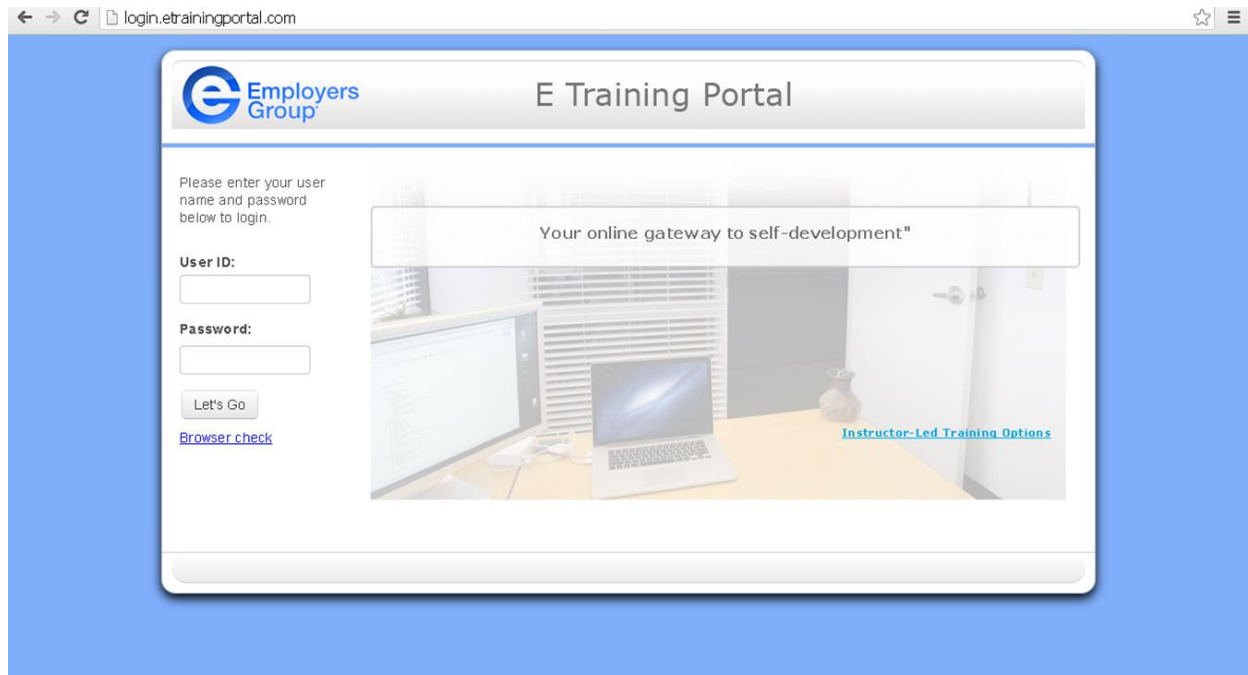 login.etrainingportal.com
Employers
Group
E Training Portal
Please enter your user
name and password
below to login.
Your online gateway to self-development"
User ID:
Password:
Let's Go
Browser check
Instructor-Led Training Options